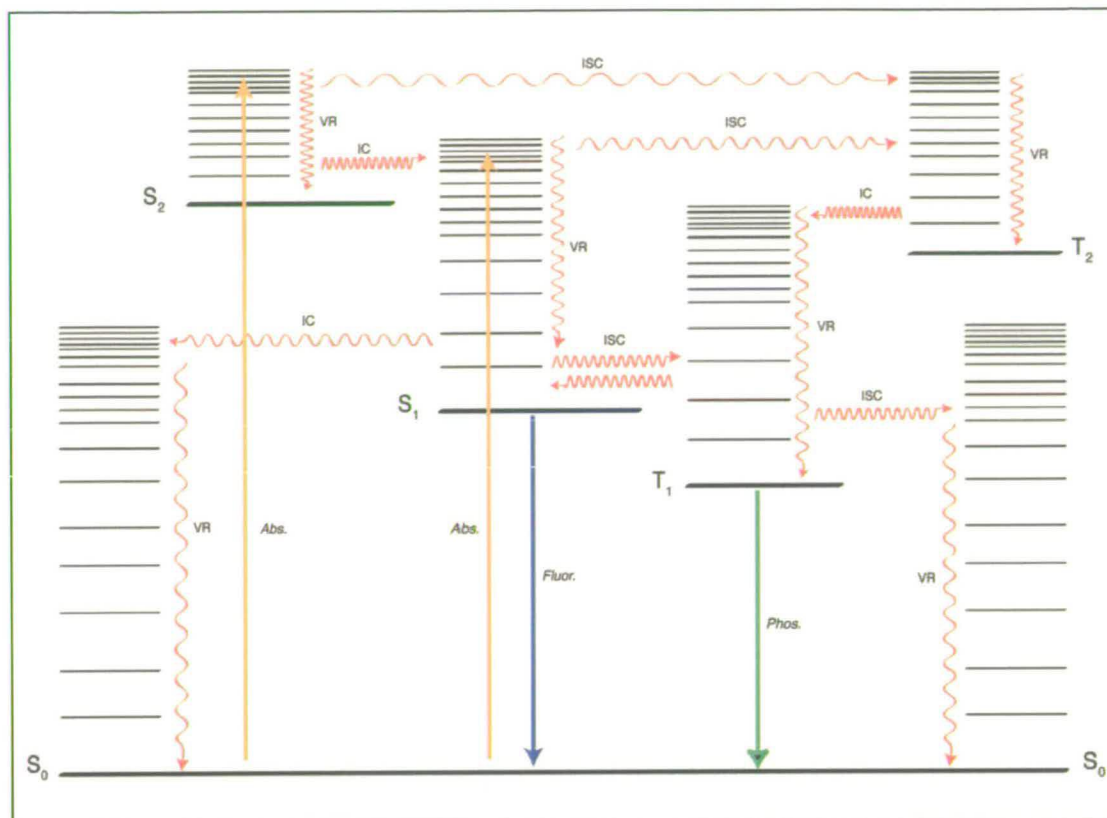 ISC
VR
ISC
IC
VR
S2
IC
VR
T2
IC
VR
ISC
S1
ISC
T1
VR
Abs.
Abs.
Fluor.
Phos.
VR
S0
S0